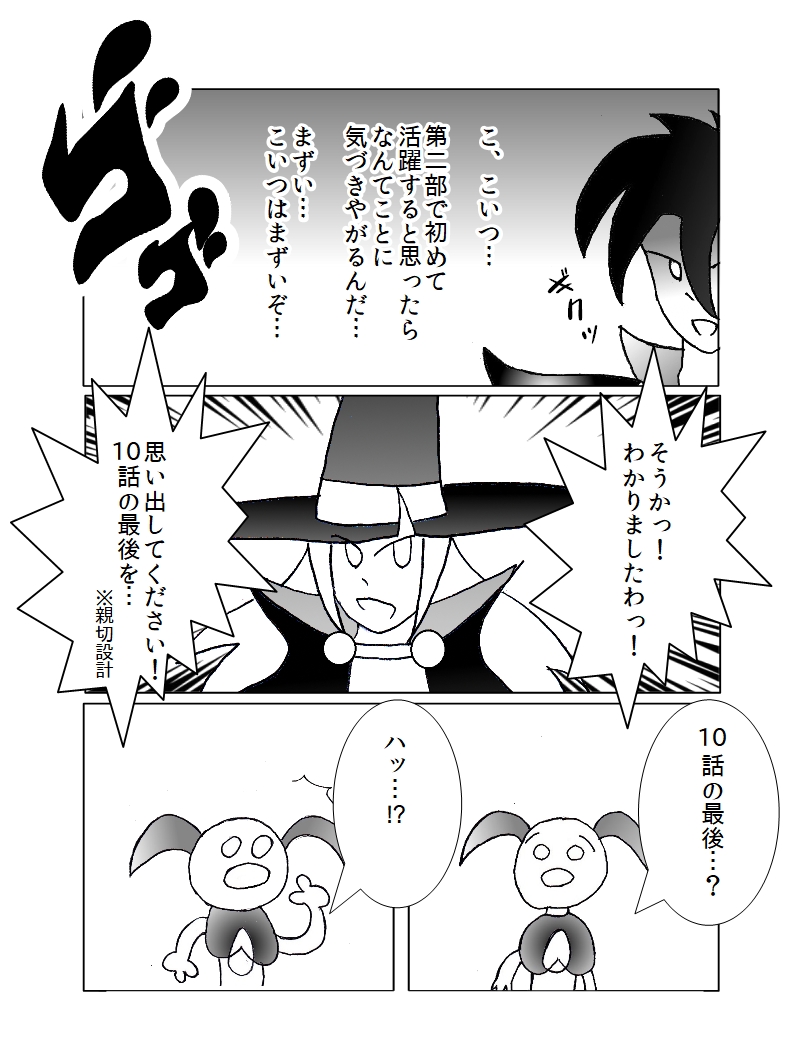 こ、こいつ…
第二部で初めて
活躍すると思ったら
なんてことに
気づきやがるんだ…
まずい…
こいつはまずいぞ…
ギロッ
ゴゴゴゴ
そうかっ!
わかりましたわっ!
思い出してください!
10話の最後を…
※親切設計
10話の最後…?
ハッ…!?